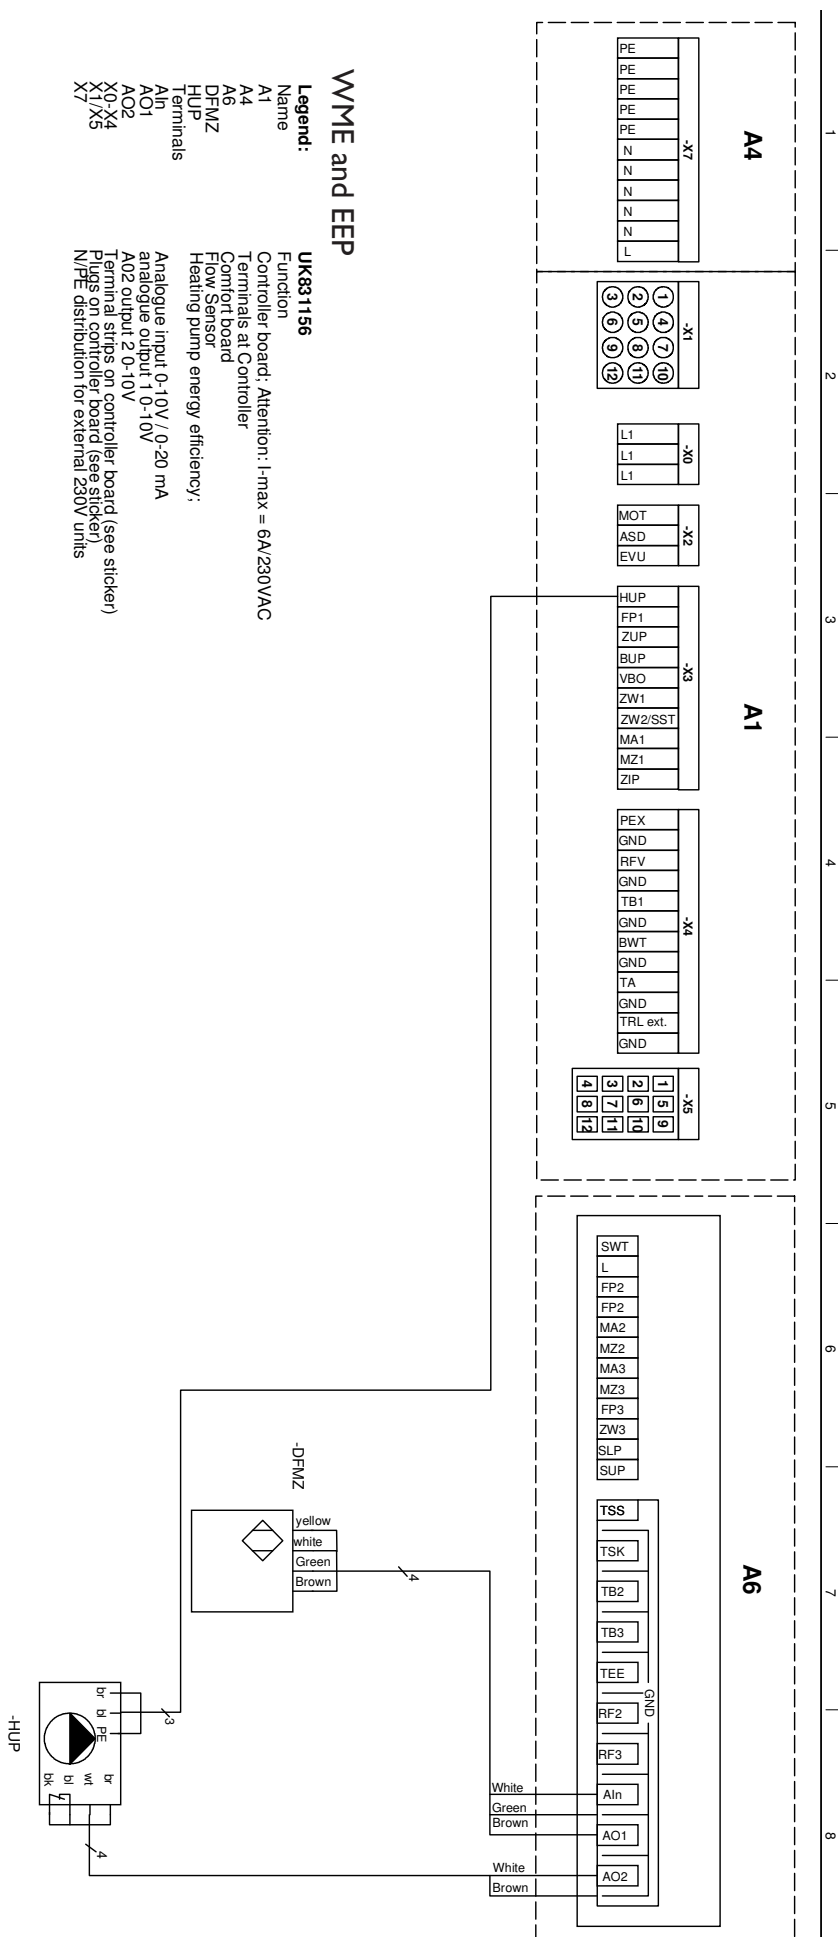 1
2
3
4
5
6
7
8
A4
-X7
PE
PE
PE
PE
PE
N
N
N
N
N
L
A1
-X1
1
4
7
10
2
5
8
11
3
6
9
12
-X0
L1
L1
L1
-X2
MOT
ASD
EVU
-X3
HUP
FP1
ZUP
BUP
VBO
ZW1
ZW2/SST
MA1
MZ1
ZIP
-X4
PEX
GND
RFV
GND
TB1
GND
BWT
GND
TA
GND
TRL ext.
GND
-X5
1
5
9
2
6
10
3
7
11
4
8
12
A6
SWT
L
FP2
FP2
MA2
MZ2
MA3
MZ3
FP3
ZW3
SLP
SUP
TSS
TSK
TB2
TB3
TEE
RF2
RF3
AIn
AO1
AO2
GND
White
Green
Brown
White
Brown
-DFMZ
yellow
white
Green
Brown
4
-HUP
br
bl
PE
3
br
wt
bl
bk
4
WME and EEP
Legend: UK831156
Name Function
A1 Controller board; Attention: I-max = 6A/230VAC
A4 Terminals at Controller
A6 Comfort board
DFMZ Flow Sensor
HUP Heating pump energy efficiency;
Terminals
AIn Analogue input 0-10V / 0-20 mA
AO1 analogue output 1 0-10V
AO2 A02 output 2 0-10V
X0-X4 Terminal strips on controller board (see sticker)
X1/X5 Plugs on controller board (see sticker)
X7 N/PE distribution for external 230V units